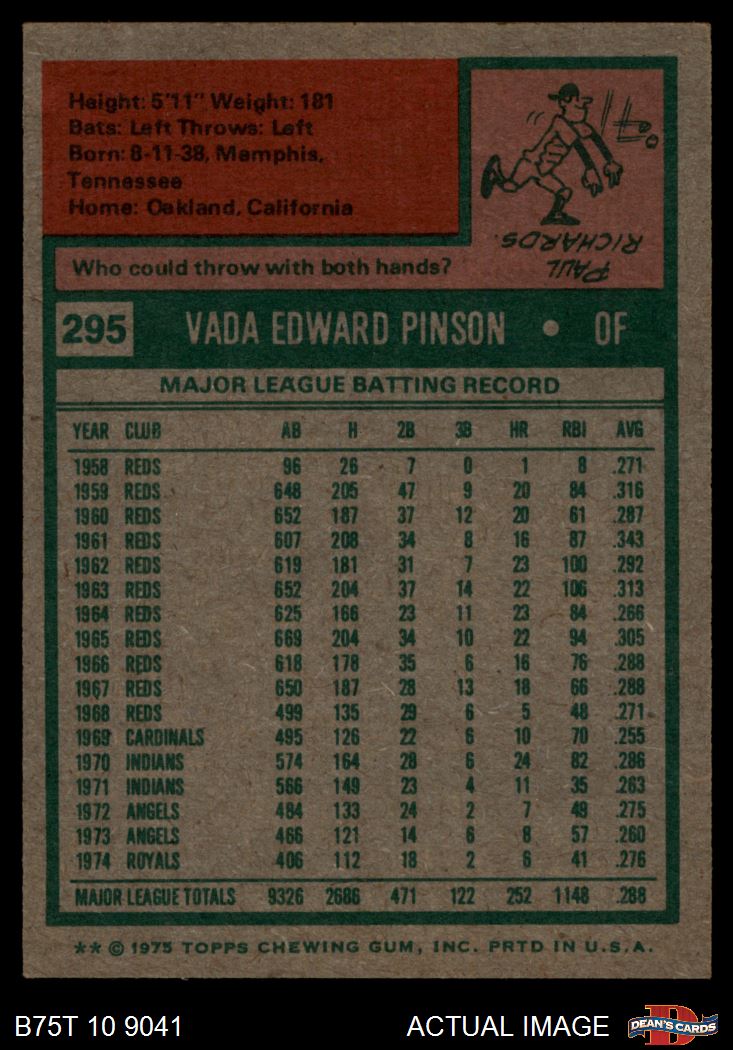 Height: 5'11" Weight: 181
Bats: Left Throws: Left
Born: 8-11-38, Memphis,
Tennessee
Home: Oakland, California
PAUL
RICHARDS.
Who could throw with both hands?
295 VADA EDWARD PINSON • OF
MAJOR LEAGUE BATTING RECORD
YEAR CLUB AB H 2B 3B HR RBI AVG
1958 REDS 96 26 7 0 1 8 .271
1959 REDS 648 205 47 9 20 84 .316
1960 REDS 652 187 37 12 20 61 .287
1961 REDS 607 208 34 8 16 87 .343
1962 REDS 619 181 31 7 23 100 .292
1963 REDS 652 204 37 14 22 106 .313
1964 REDS 625 166 23 11 23 84 .266
1965 REDS 669 204 34 10 22 94 .305
1966 REDS 618 178 35 6 16 76 .288
1967 REDS 650 187 28 13 18 66 .288
1968 REDS 499 135 29 6 5 48 .271
1969 CARDINALS 495 126 22 6 10 70 .255
1970 INDIANS 574 164 28 6 24 82 .286
1971 INDIANS 566 149 23 4 11 35 .263
1972 ANGELS 484 133 24 2 7 49 .275
1973 ANGELS 466 121 14 6 8 57 .260
1974 ROYALS 406 112 18 2 6 41 .276
MAJOR LEAGUE TOTALS 9326 2686 471 122 252 1148 .288
** © 1975 TOPPS CHEWING GUM, INC. PRTD IN U.S.A.
B75T 10 9041 ACTUAL IMAGE DEAN'S CARDS